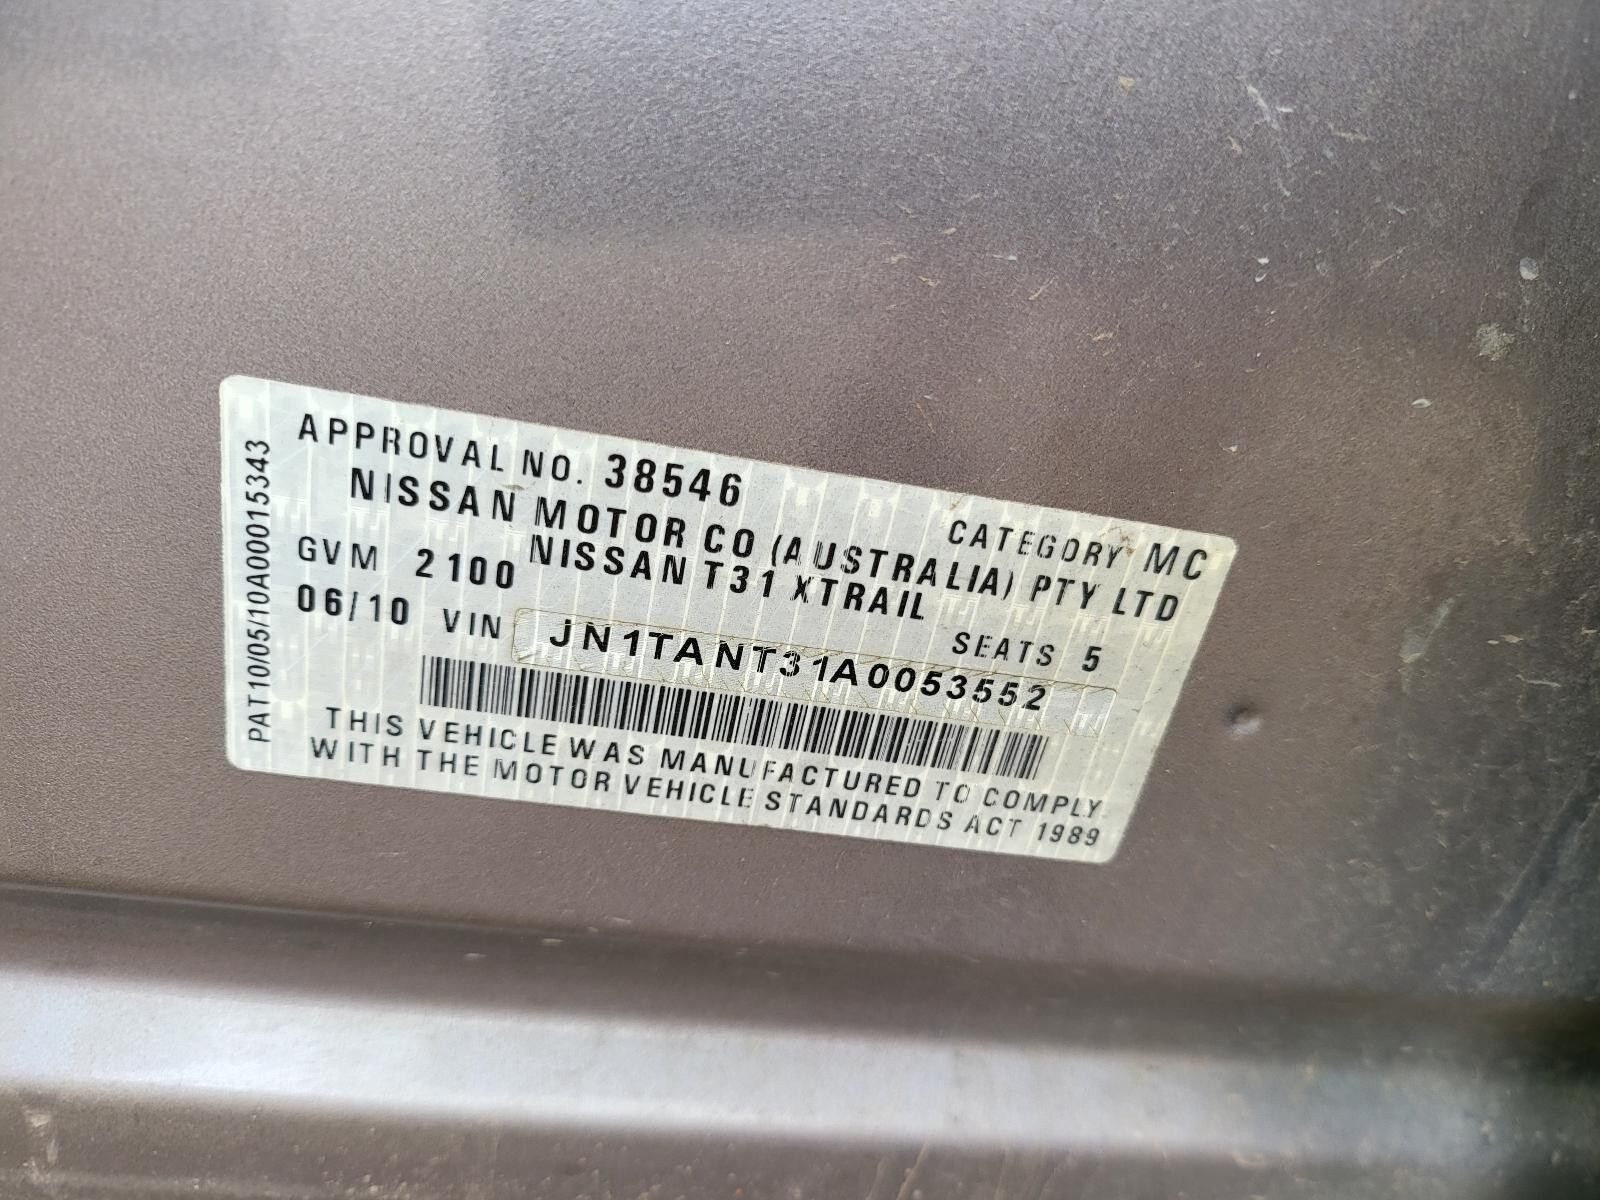 APPROVAL NO. 38546 CATEGORY MC
NISSAN MOTOR CO (AUSTRALIA) PTY LTD
GVM 2100 NISSAN T31 XTRAIL
06/10 VIN JN1TANT31A0053552 SEATS 5
THIS VEHICLE WAS MANUFACTURED TO COMPLY
WITH THE MOTOR VEHICLE STANDARDS ACT 1989
PAT10/05/10A00015343